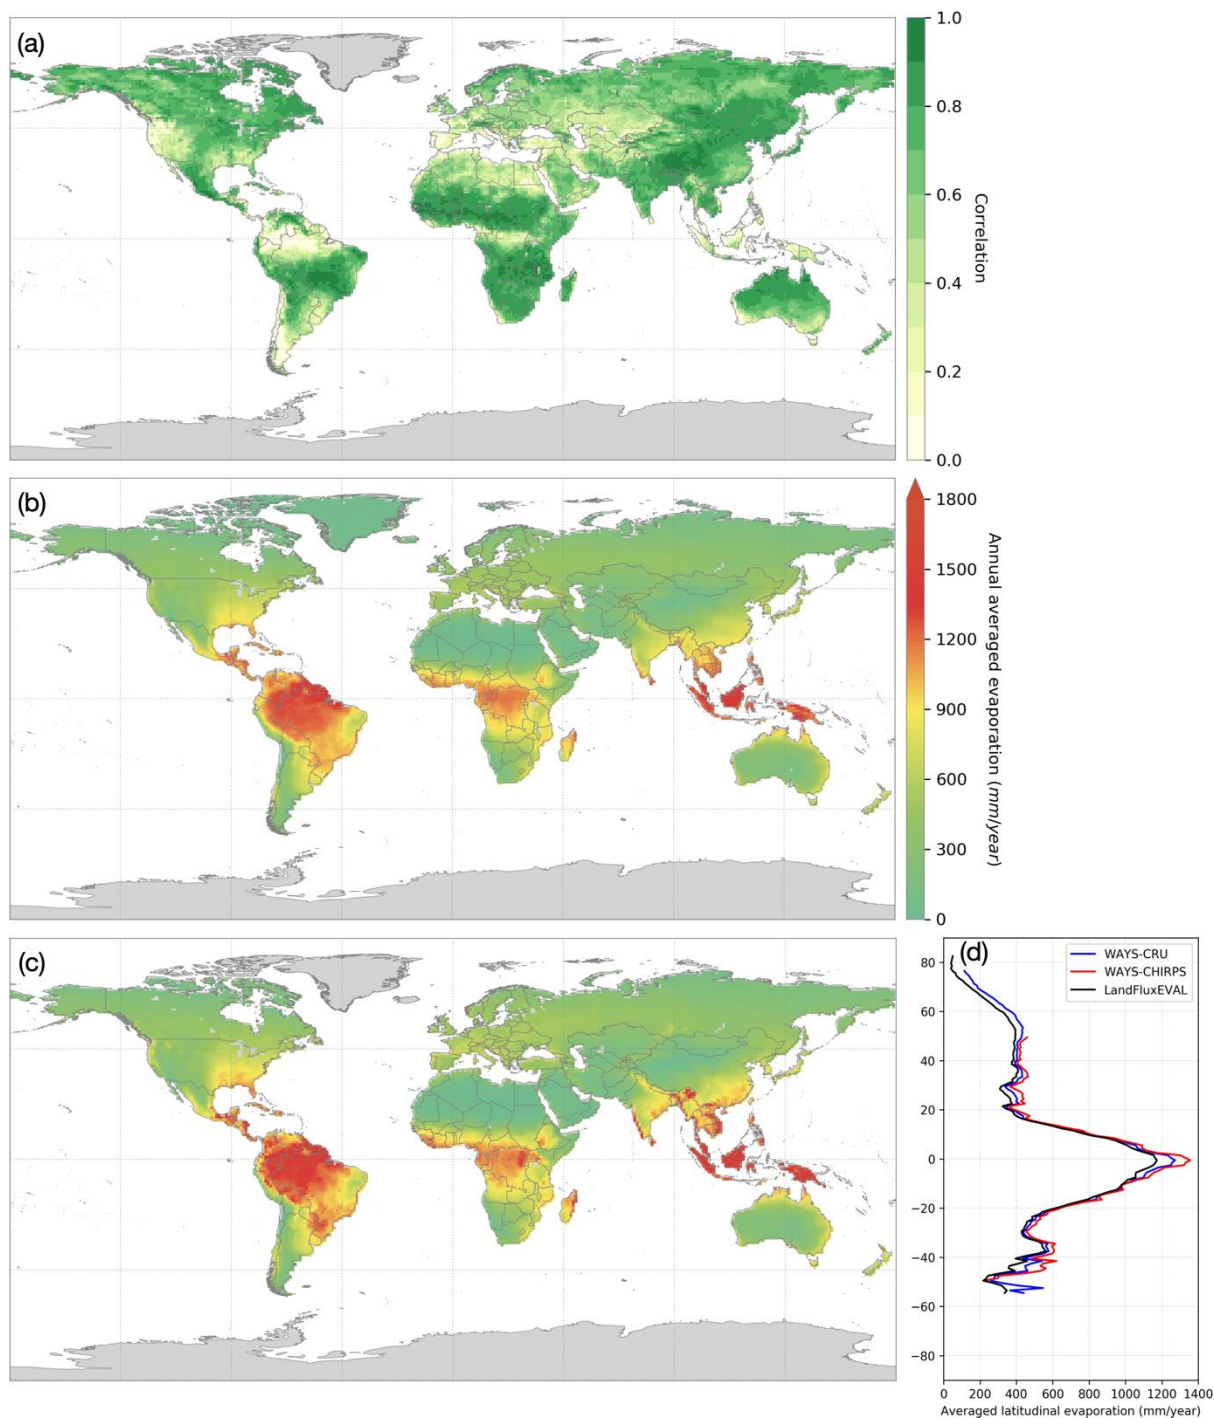 (a)
1.0
0.8
0.6
0.4
0.2
0.0
Correlation
(b)
1800
1500
1200
900
600
300
0
Annual averaged evaporation (mm/year)
(c)
(d)
WAYS-CRU
WAYS-CHIRPS
LandFluxEVAL
80
60
40
20
0
−20
−40
−60
−80
0 200 400 600 800 1000 1200 1400
Averaged latitudinal evaporation (mm/year)